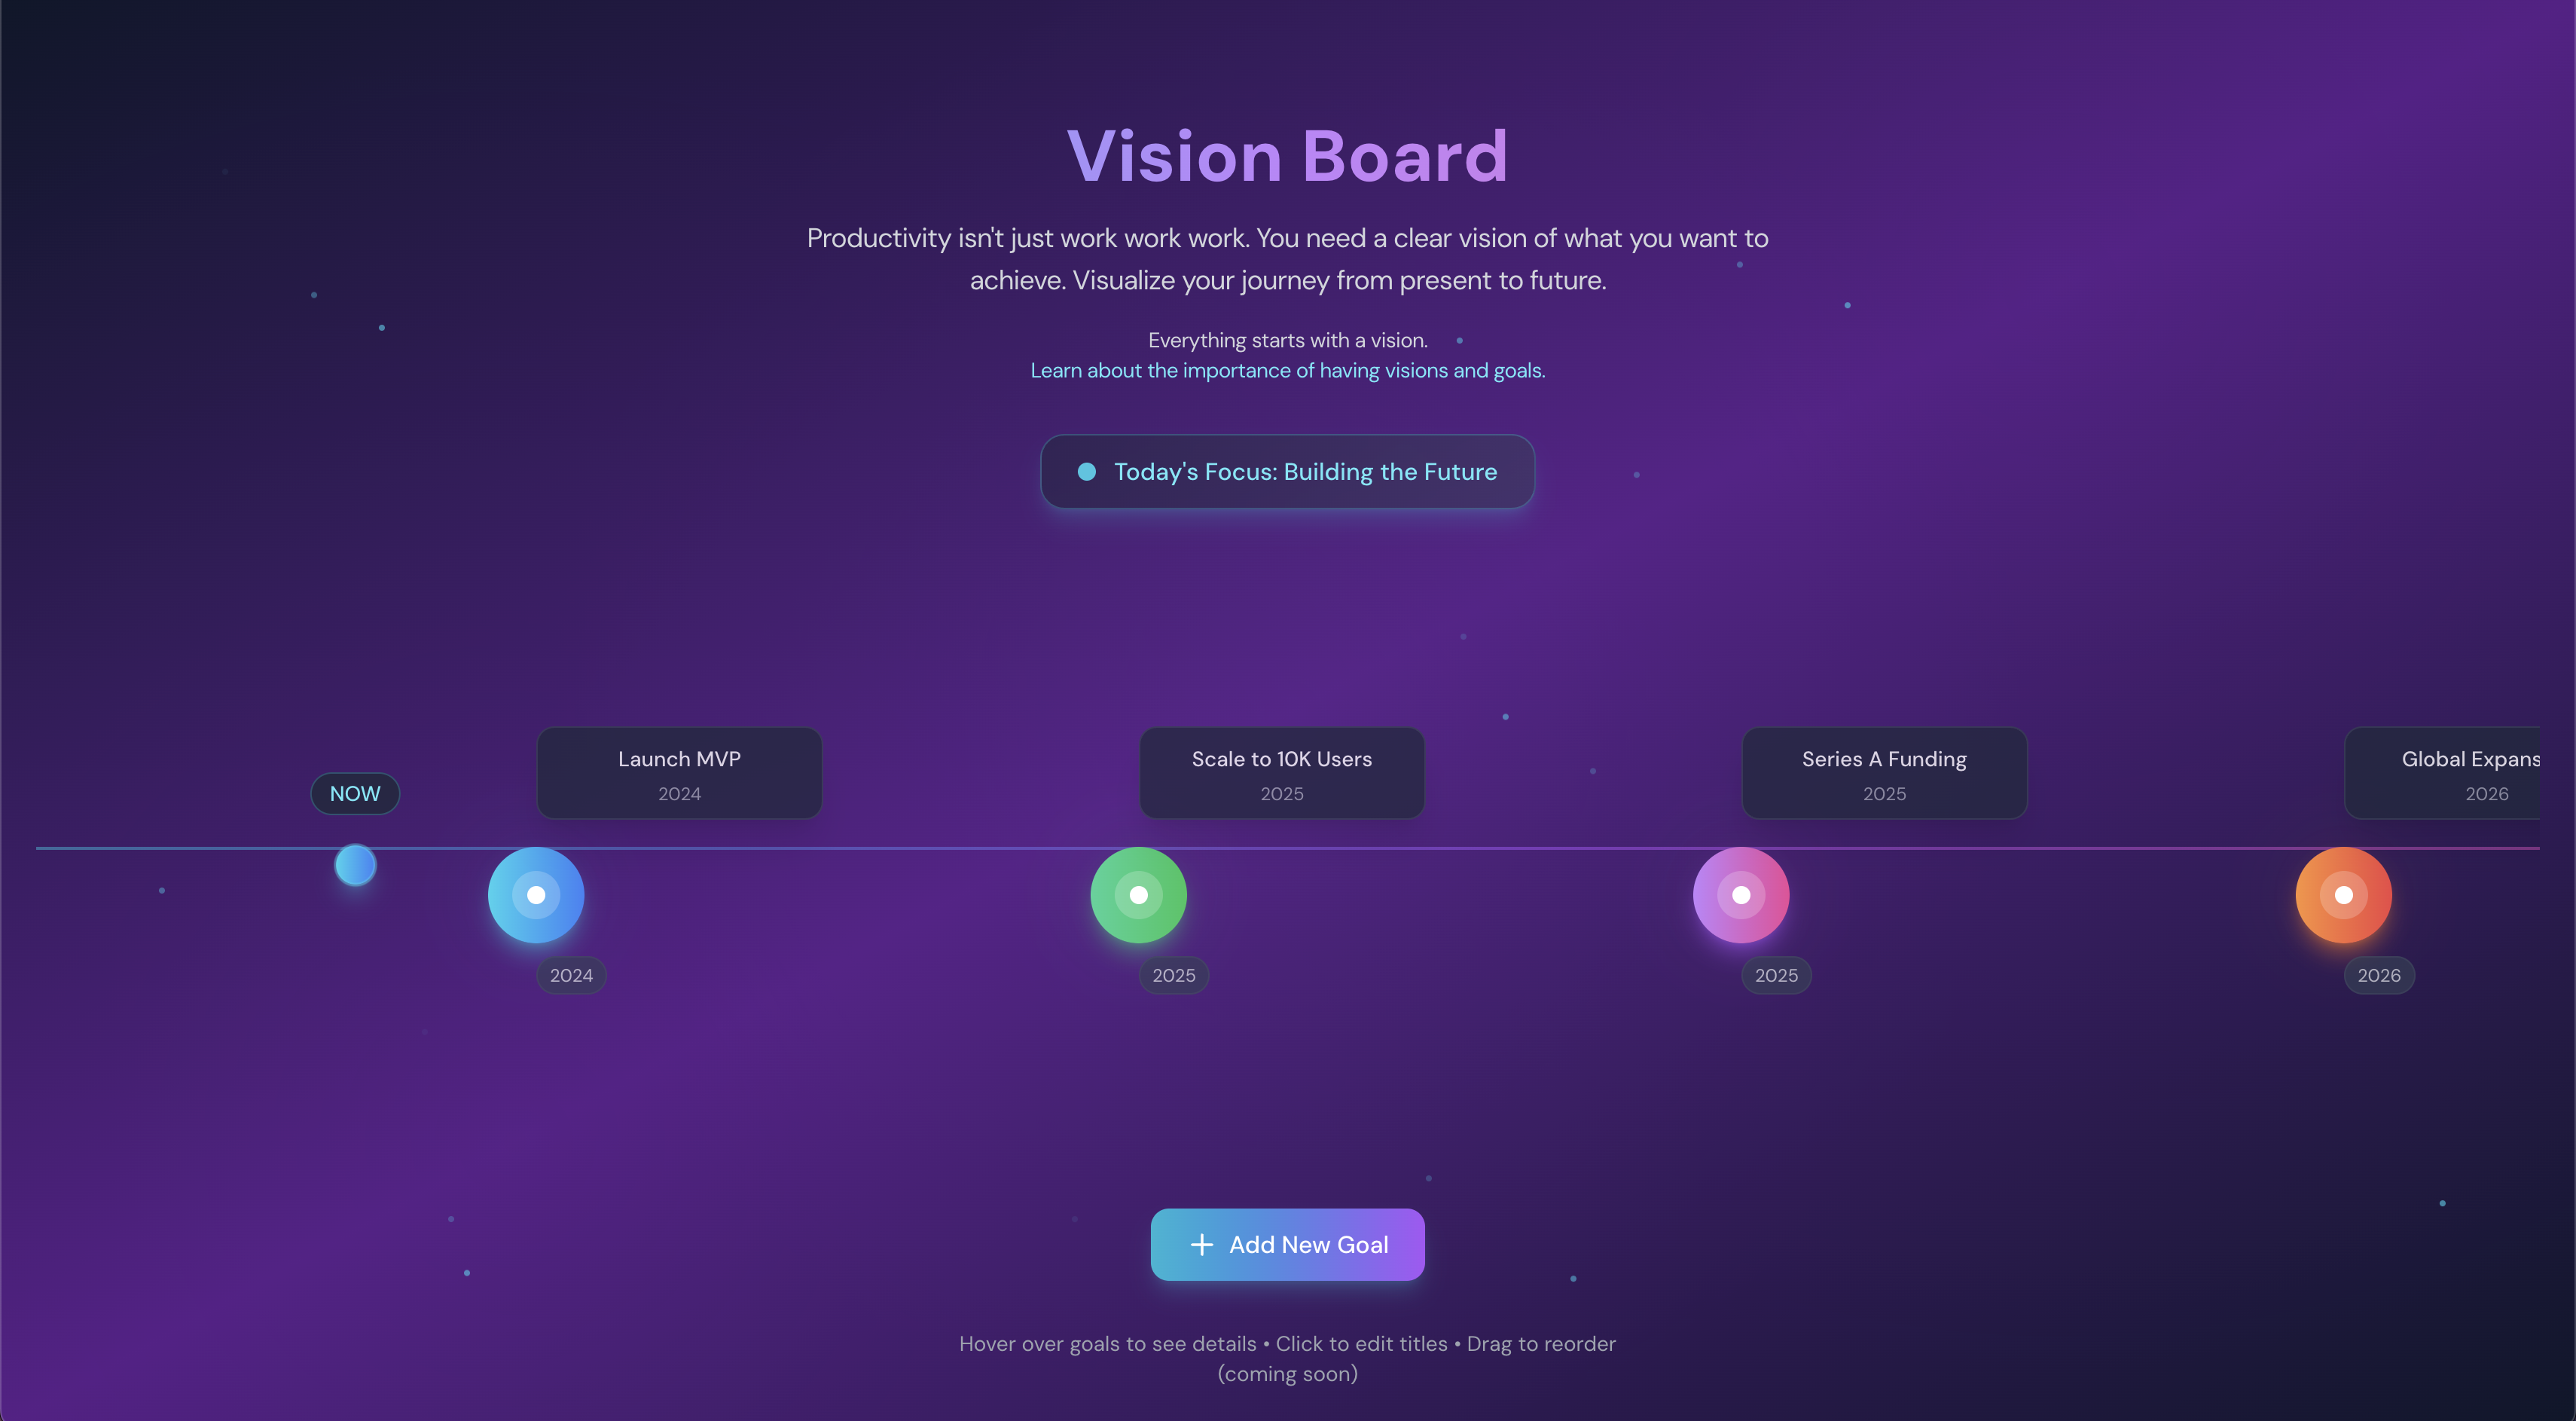 Vision Board
Productivity isn't just work work work. You need a clear vision of what you want to
achieve. Visualize your journey from present to future.
Everything starts with a vision.
Learn about the importance of having visions and goals.
Today's Focus: Building the Future
NOW
Launch MVP
2024
Scale to 10K Users
2025
Series A Funding
2025
Global Expans
2026
2024
2025
2025
2026
Add New Goal
Hover over goals to see details • Click to edit titles • Drag to reorder
(coming soon)